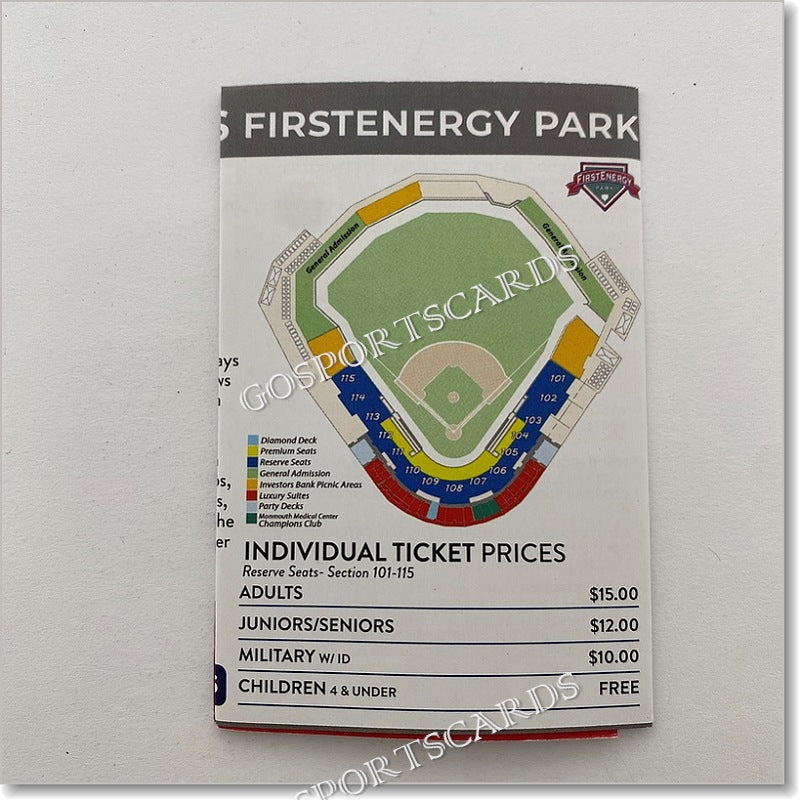 S FIRSTENERGY PARK
FIRSTENERGY
PARK
General Admission
General Admission
GOSPORTSCARDS
115
101
114
102
113
103
112
104
111
105
110
106
109
107
108
ays
ws
Diamond Deck
Premium Seats
Reserve Seats
General Admission
Investors Bank Picnic Areas
Luxury Suites
Party Decks
Monmouth Medical Center
Champions Club
s,
he
er
INDIVIDUAL TICKET PRICES
Reserve Seats- Section 101-115
ADULTS $15.00
JUNIORS/SENIORS $12.00
MILITARY W/ ID $10.00
CHILDREN 4 & UNDER FREE
GOSPORTSCARDS